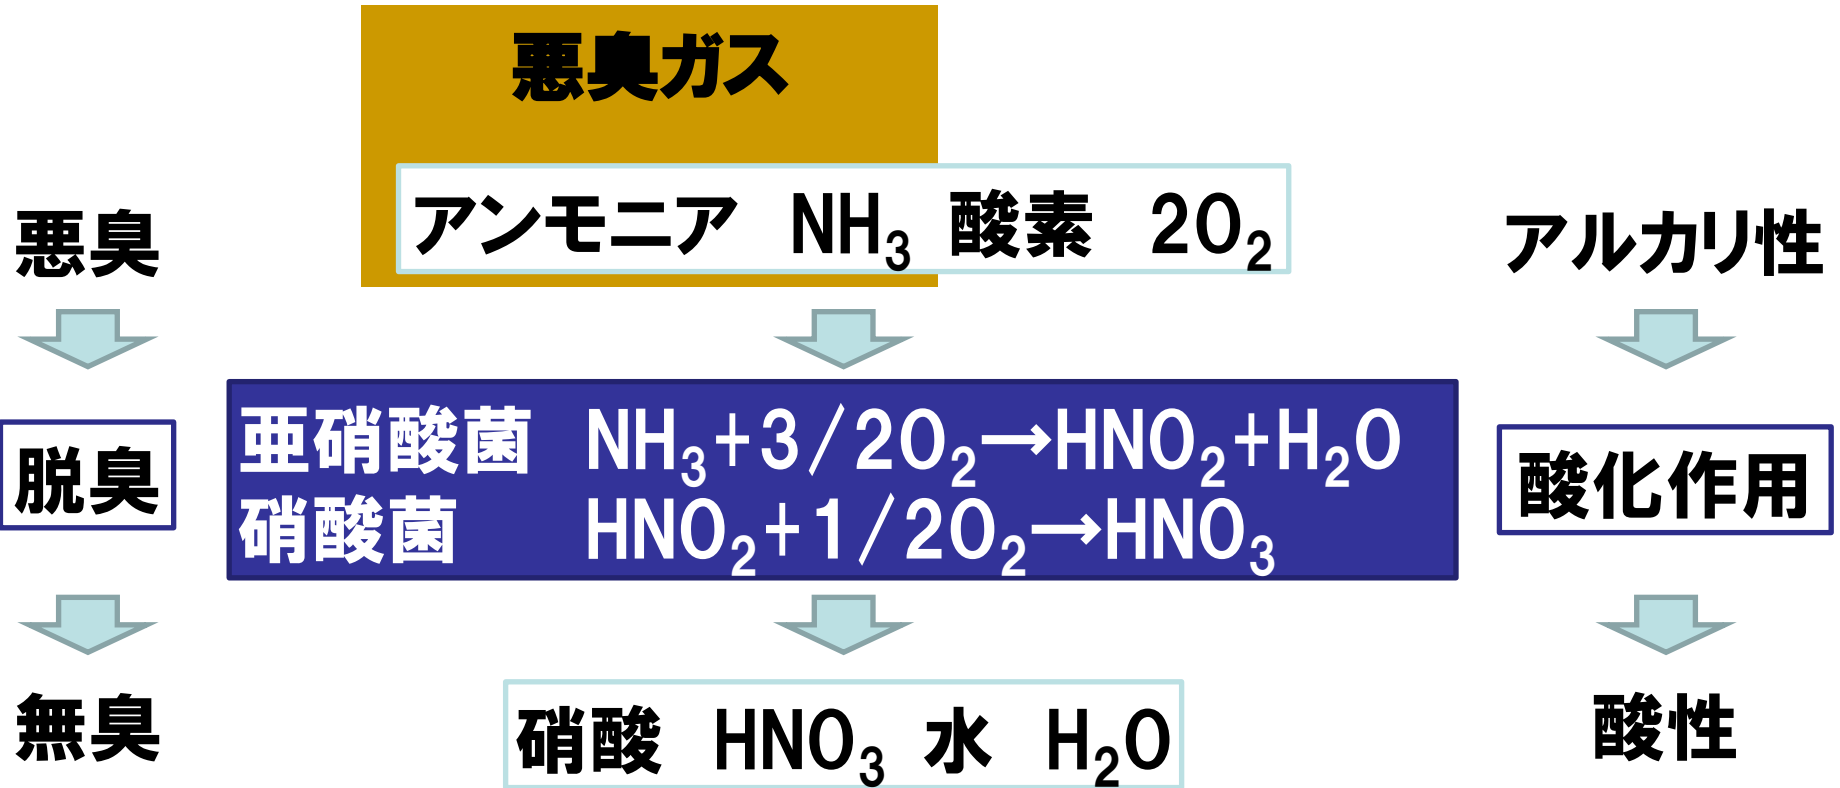 悪臭ガス
アンモニア NH₃ 酸素 2O₂
悪臭
アルカリ性
亜硝酸菌 NH₃+3/2O₂→HNO₂+H₂O
硝酸菌 HNO₂+1/2O₂→HNO₃
脱臭
酸化作用
無臭
硝酸 HNO₃ 水 H₂O
酸性